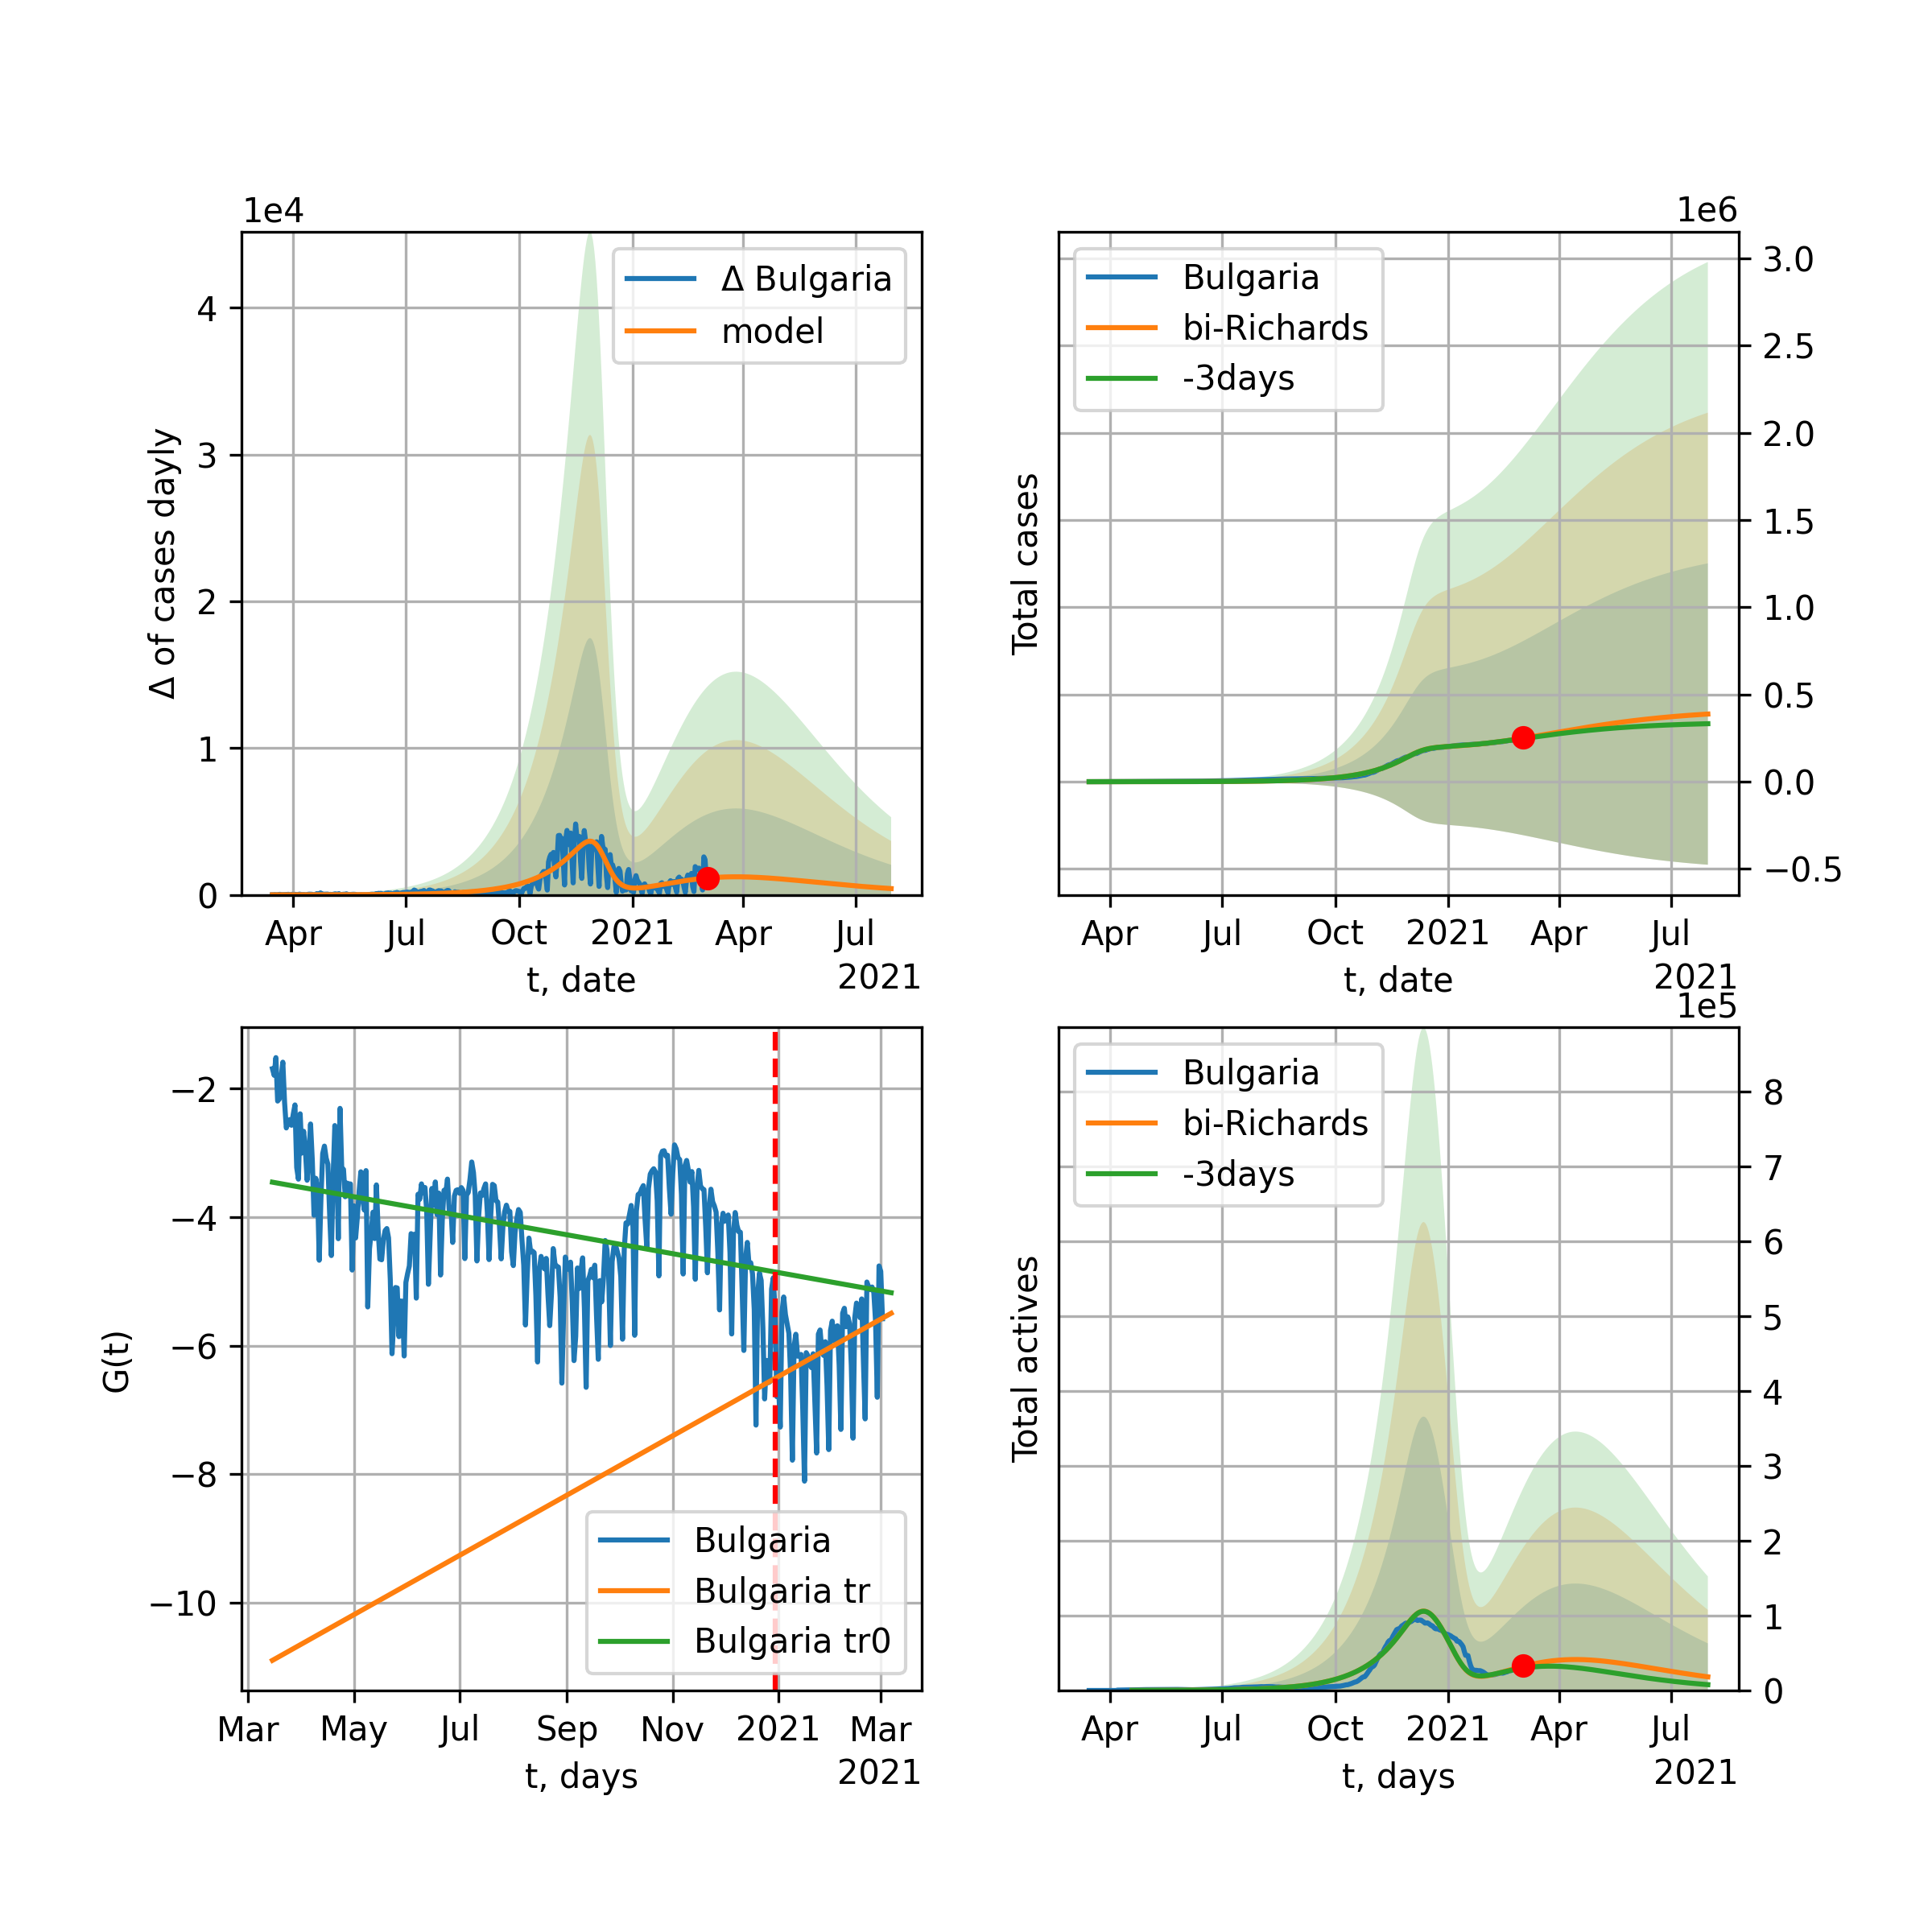 1e4
Δ of cases dayly
4
3
2
1
0
Δ Bulgaria
model
Apr Jul Oct 2021 Apr Jul
t, date
2021
1e6
Total cases
Bulgaria
bi-Richards
-3days
3.0
2.5
2.0
1.5
1.0
0.5
0.0
−0.5
Apr Jul Oct 2021 Apr Jul
t, date
2021
G(t)
−2
−4
−6
−8
−10
Bulgaria
Bulgaria tr
Bulgaria tr0
Mar May Jul Sep Nov 2021 Mar
t, days
2021
1e5
Total actives
Bulgaria
bi-Richards
-3days
8
7
6
5
4
3
2
1
0
Apr Jul Oct 2021 Apr Jul
t, days
2021